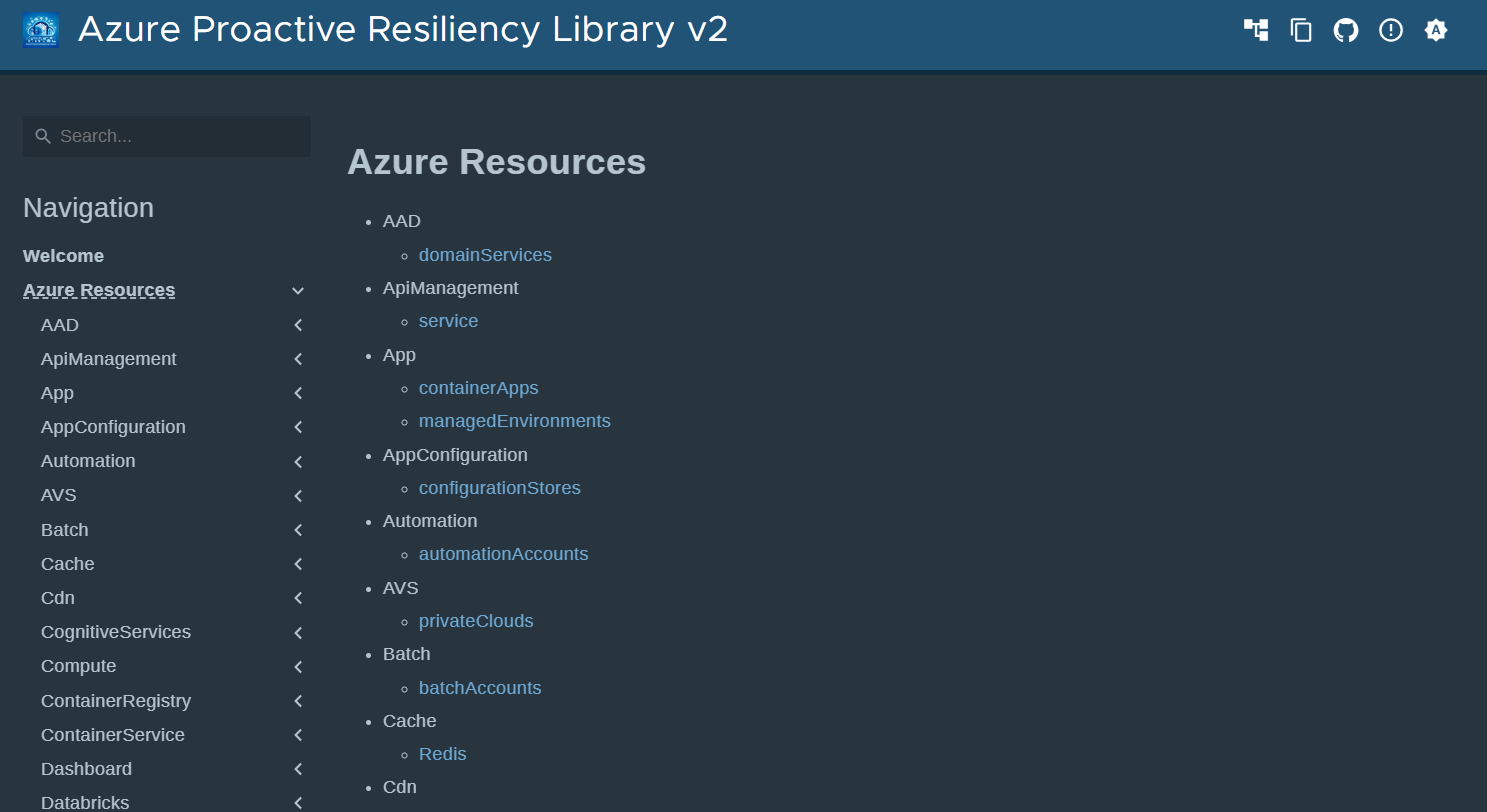 Azure Proactive Resiliency Library v2
Search...
Navigation
Welcome
Azure Resources
AAD
ApiManagement
App
AppConfiguration
Automation
AVS
Batch
Cache
Cdn
CognitiveServices
Compute
ContainerRegistry
ContainerService
Dashboard
Databricks
Azure Resources
AAD
domainServices
ApiManagement
service
App
containerApps
managedEnvironments
AppConfiguration
configurationStores
Automation
automationAccounts
AVS
privateClouds
Batch
batchAccounts
Cache
Redis
Cdn